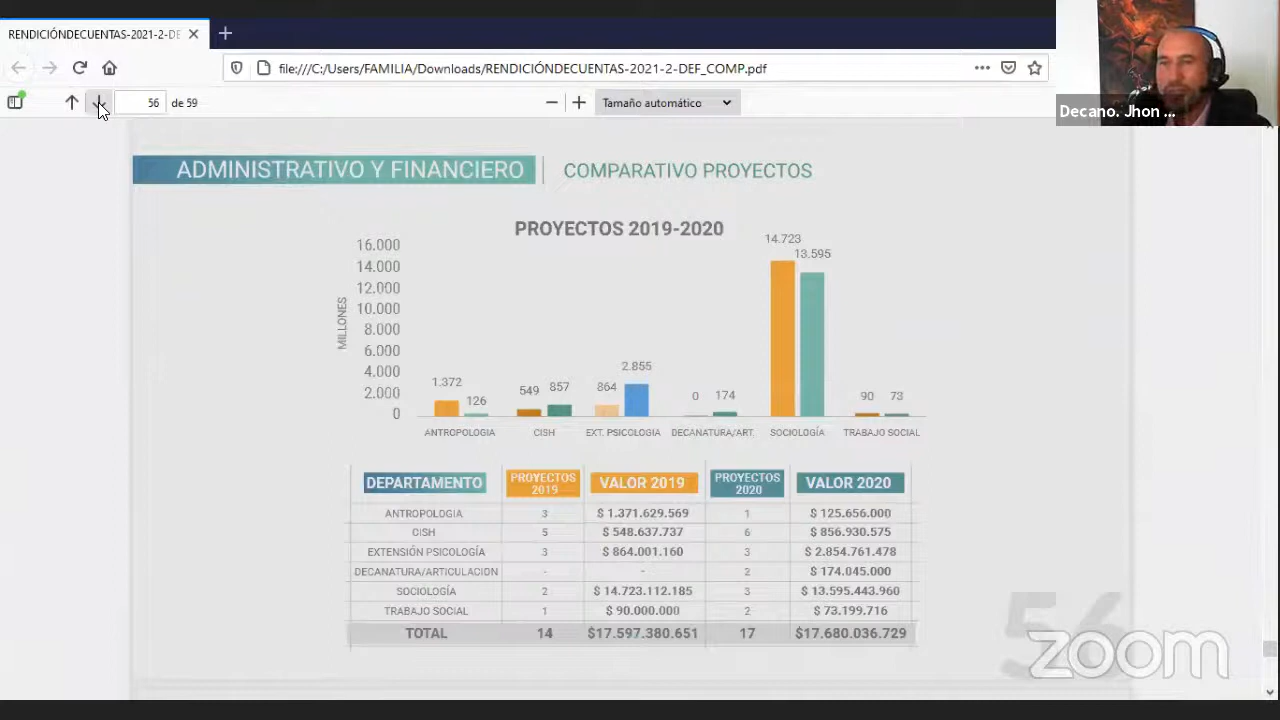 RENDICIÓNDECUENTAS-2021-2-DE
file:///C:/Users/FAMILIA/Downloads/RENDICIÓNDECUENTAS-2021-2-DEF_COMP.pdf
56 de 59
Tamaño automático
Decano. Jhon ...
ADMINISTRATIVO Y FINANCIERO | COMPARATIVO PROYECTOS
PROYECTOS 2019-2020
MILLONES
16.000
14.000
12.000
10.000
8.000
6.000
4.000
2.000
0
1.372 126 549 857 864 2.855 0 174 14.723 13.595 90 73
ANTROPOLOGIA CISH EXT. PSICOLOGIA DECANATURA/ART. SOCIOLOGÍA TRABAJO SOCIAL
DEPARTAMENTO PROYECTOS 2019 VALOR 2019 PROYECTOS 2020 VALOR 2020
ANTROPOLOGIA 3 $ 1.371.629.569 1 $ 125.656.000
CISH 5 $ 548.637.737 6 $ 856.930.575
EXTENSIÓN PSICOLOGÍA 3 $ 864.001.160 3 $ 2.854.761.478
DECANATURA/ARTICULACION - - 2 $ 174.045.000
SOCIOLOGÍA 2 $ 14.723.112.185 3 $ 13.595.443.960
TRABAJO SOCIAL 1 $ 90.000.000 2 $ 73.199.716
TOTAL 14 $17.597.380.651 17 $17.680.036.729
56
zoom